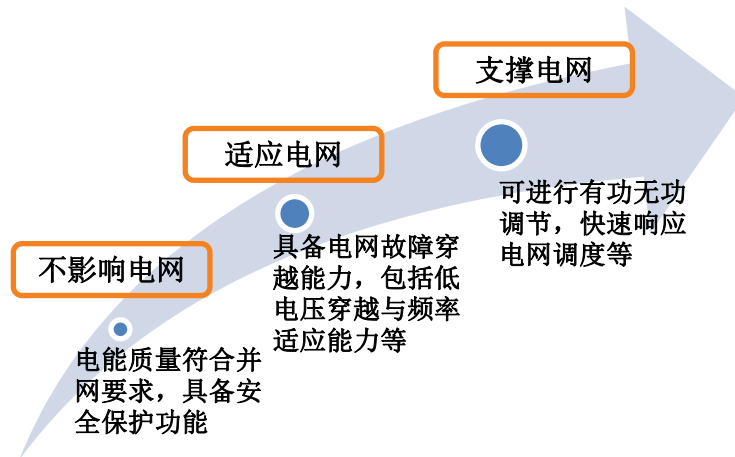 支撑电网
可进行有功无功
调节，快速响应
电网调度等
适应电网
具备电网故障穿
越能力，包括低
电压穿越与频率
适应能力等
不影响电网
电能质量符合并
网要求，具备安
全保护功能